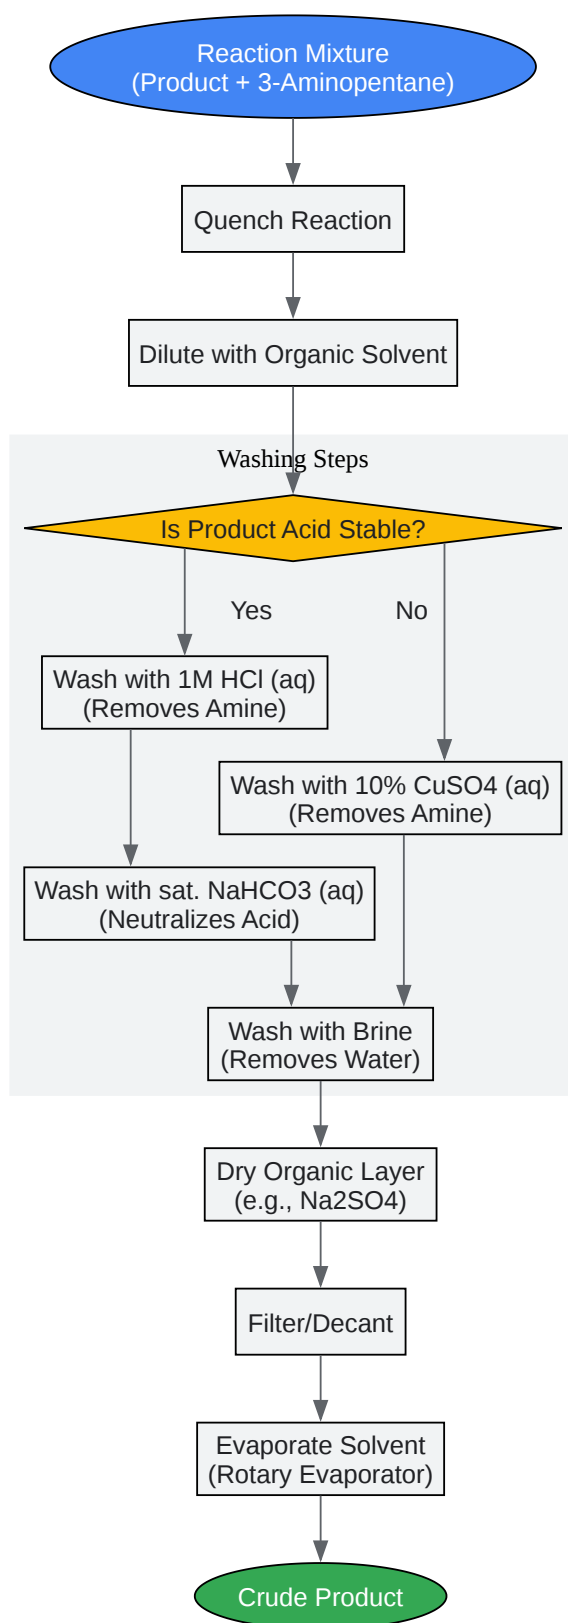 Reaction Mixture
(Product + 3-Aminopentane)
Quench Reaction
Dilute with Organic Solvent
Washing Steps
Is Product Acid Stable?
Yes
No
Wash with 1M HCl (aq)
(Removes Amine)
Wash with 10% CuSO4 (aq)
(Removes Amine)
Wash with sat. NaHCO3 (aq)
(Neutralizes Acid)
Wash with Brine
(Removes Water)
Dry Organic Layer
(e.g., Na2SO4)
Filter/Decant
Evaporate Solvent
(Rotary Evaporator)
Crude Product